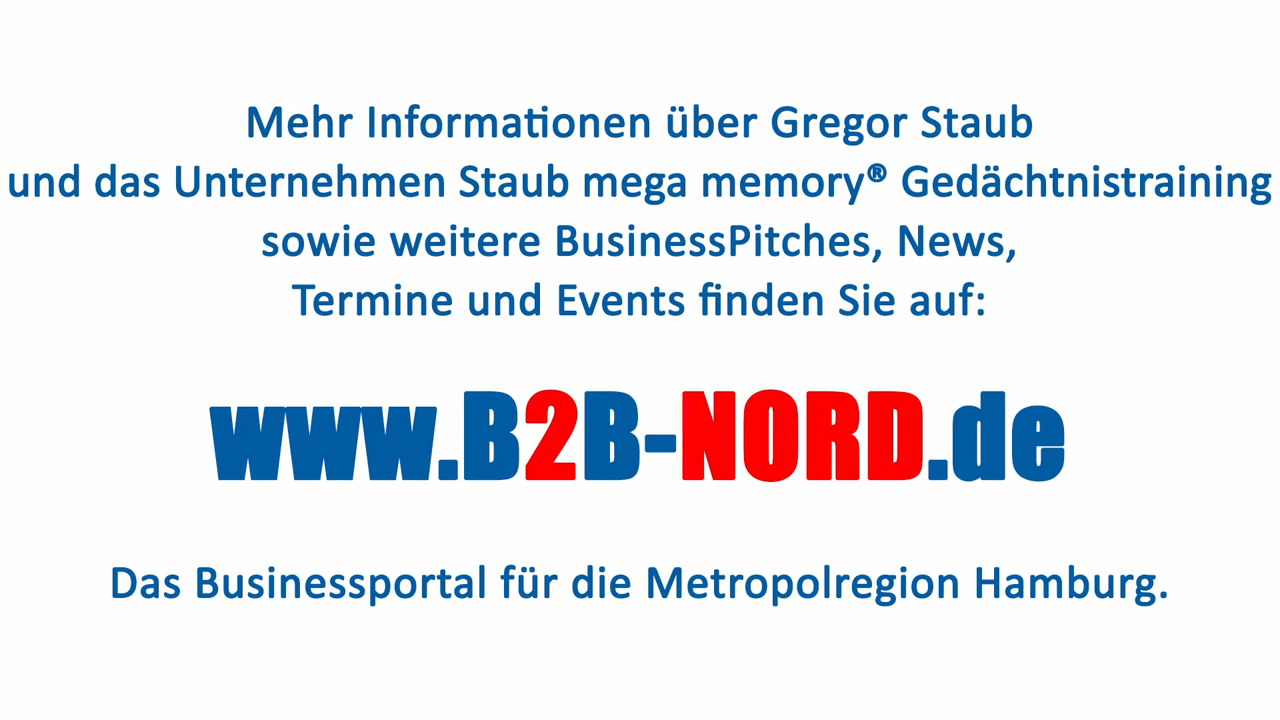 Mehr Informationen über Gregor Staub
und das Unternehmen Staub mega memory® Gedächtnistraining
sowie weitere BusinessPitches, News,
Termine und Events finden Sie auf:
www.B2B-NORD.de
Das Businessportal für die Metropolregion Hamburg.